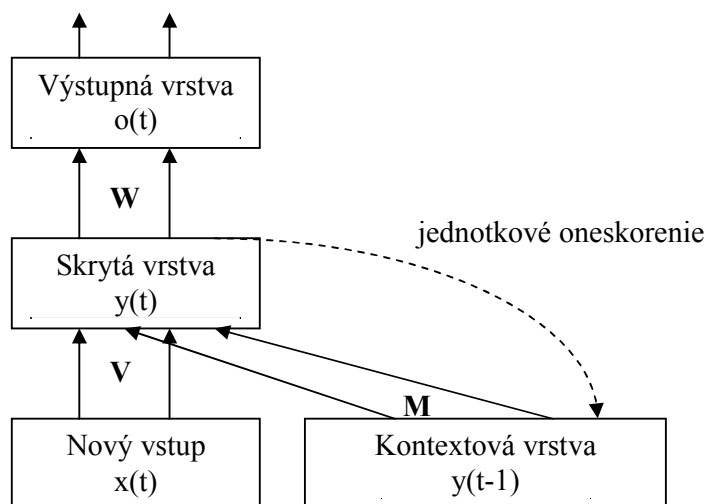 Výstupná vrstva
o(t)
W
jednotkové oneskorenie
Skrytá vrstva
y(t)
V
M
Nový vstup
x(t)
Kontextová vrstva
y(t-1)